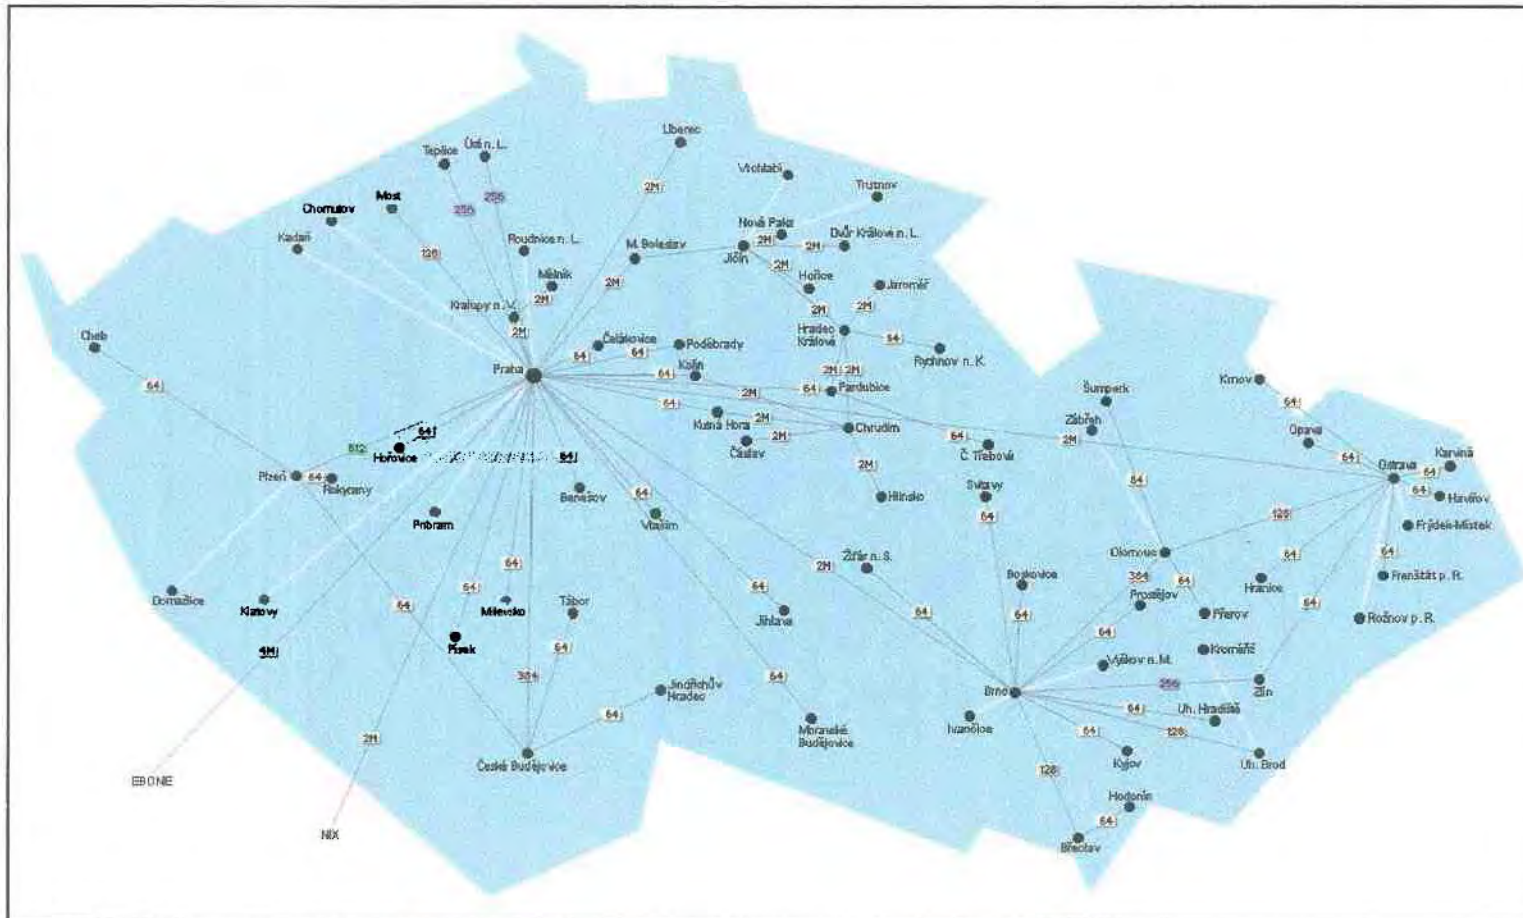 Liberec
Teplice
Ústí n. L.
Vrchlabí
2M
Trutnov
Most
256
256
Chomutov
Nová Paka
Dvůr Králové n. L.
Kadaň
128
Roudnice n. L.
M. Boleslav
2M
2M
Jičín
2M
Hořice
Jaroměř
Mělník
2M
2M
Kralupy n. V.
2M
2M
Hradec
Králové
64
Rychnov n. K.
Cheb
Čelákovice
64
64
Poděbrady
Praha
64
Kolín
2M
2M
Krnov
64
64
2M
Pardubice
Šumperk
64
64
Kutná Hora
2M
Chrudim
Zábřeh
2M
Opava
512
64
Hořovice
64
Čáslav
2M
64
Č. Třebová
64
Karviná
Ostrava
64
Plzeň
64
Rokycany
2M
Svitavy
64
64
Havířov
Benešov
64
Hlinsko
Příbram
Vlašim
64
128
Frýdek-Místek
Žďár n. S.
Olomouc
64
64
64
64
2M
Boskovice
384
64
Hranice
Frenštát p. R.
Domažlice
Klatovy
64
Milevsko
Tábor
64
Jihlava
64
Prostějov
Přerov
64
Rožnov p. R.
Písek
64
64
64
Kroměříž
4M
Vyškov n. M.
384
Jindřichův
Hradec
64
Brno
256
Zlín
64
Ivančice
64
Uh. Hradiště
2M
Moravské
Budějovice
64
128
České Budějovice
Kyjov
Uh. Brod
EBONE
128
Hodonín
NIX
64
Břeclav